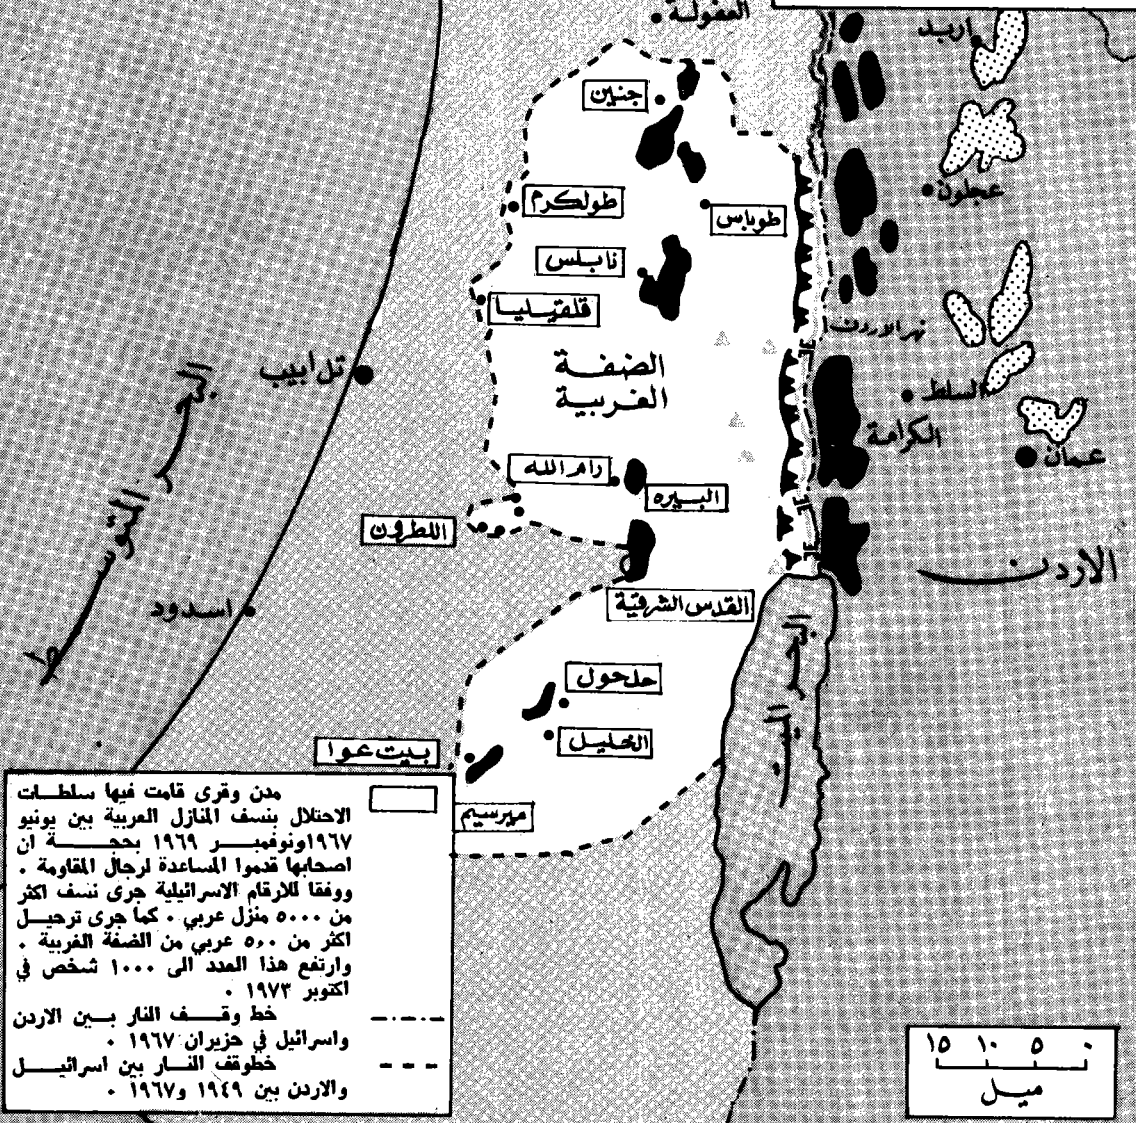 العفولة
اربد
جنين
عجلون
طولكرم
طوباس
نابلس
قلقيليا
نهر الاردن
الضفة
الغربية
تل ابيب
السلط
الكرامة
عمان
رام الله
البيره
اللطرون
البحر المتوسط
الاردن
القدس الشرقية
اسدود
البحر الميت
حلحول
الخليل
بيت عوا
مدن وقرى قامت فيها سلطات
الاحتلال بنسف المنازل العربية بين يونيو
١٩٦٧ ونوفمبر ١٩٦٩ بحجة ان
اصحابها قدموا المساعدة لرجال المقاومة .
ووفقا للارقام الاسرائيلية جرى نسف اكثر
من ٥٠٠٠ منزل عربي . كما جرى ترحيل
اكثر من ٥٠٠ عربي من الضفة الغربية .
وارتفع هذا العدد الى ١٠٠٠ شخص في
اكتوبر ١٩٧٣ .
خط وقف النار بين الاردن
واسرائيل في حزيران ١٩٦٧ .
خطوقف النار بين اسرائيل
والاردن بين ١٩٤٩ و١٩٦٧ .
٠ ٥ ١٠ ١٥
ميل